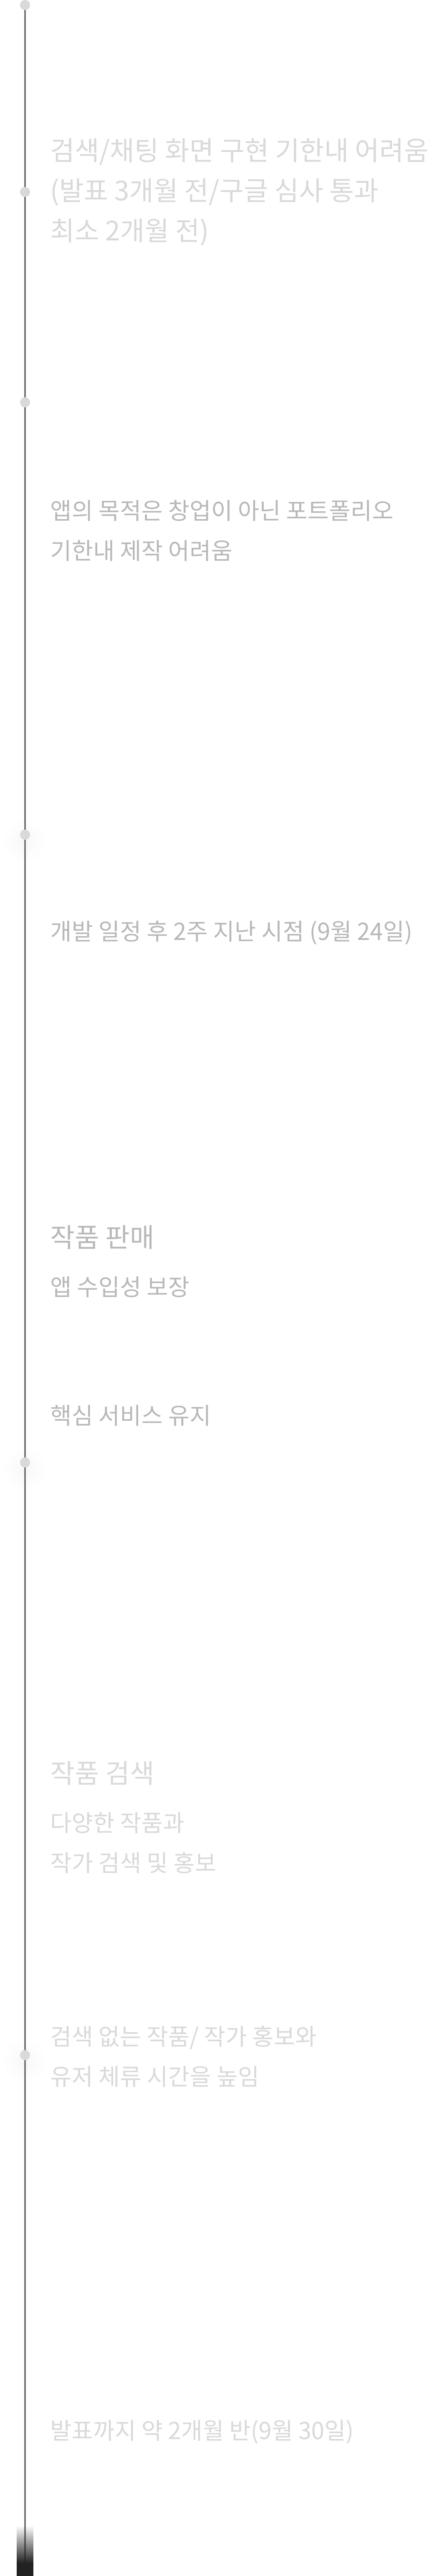 검색/채팅 화면 구현 기한내 어려움
(발표 3개월 전/구글 심사 통과
최소 2개월 전)
앱의 목적은 창업이 아닌 포트폴리오
기한내 제작 어려움
개발 일정 후 2주 지난 시점 (9월 24일)
작품 판매
앱 수입성 보장
핵심 서비스 유지
작품 검색
다양한 작품과
작가 검색 및 홍보
검색 없는 작품/ 작가 홍보와
유저 체류 시간을 높임
발표까지 약 2개월 반(9월 30일)